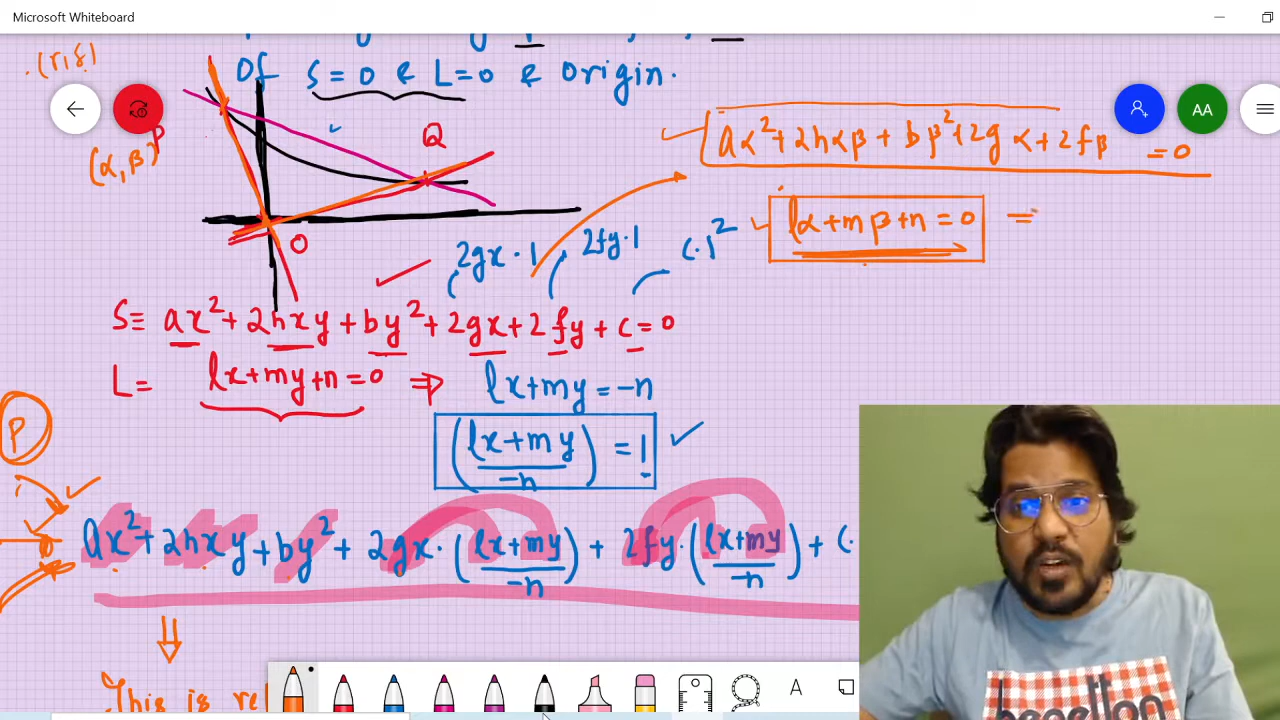 Microsoft Whiteboard
Of S=0 & L=0 & Origin.
(r,s)
P
(α, β)
Q
O
aα²+2hαβ+bβ²+2gα+2fβ =0
lα+mβ+n=0 ⇒
2gx·1
2fy·1
c·1²
S≡ ax²+2hxy+by²+2gx+2fy+c=0
L= lx+my+n=0 ⇒ lx+my=-n
(lx+my/-n) = 1
P
ax²+2hxy+by²+2gx·(lx+my/-n)+2fy·(lx+my/-n)+c·
⇓
This is re
AA
A
benetton